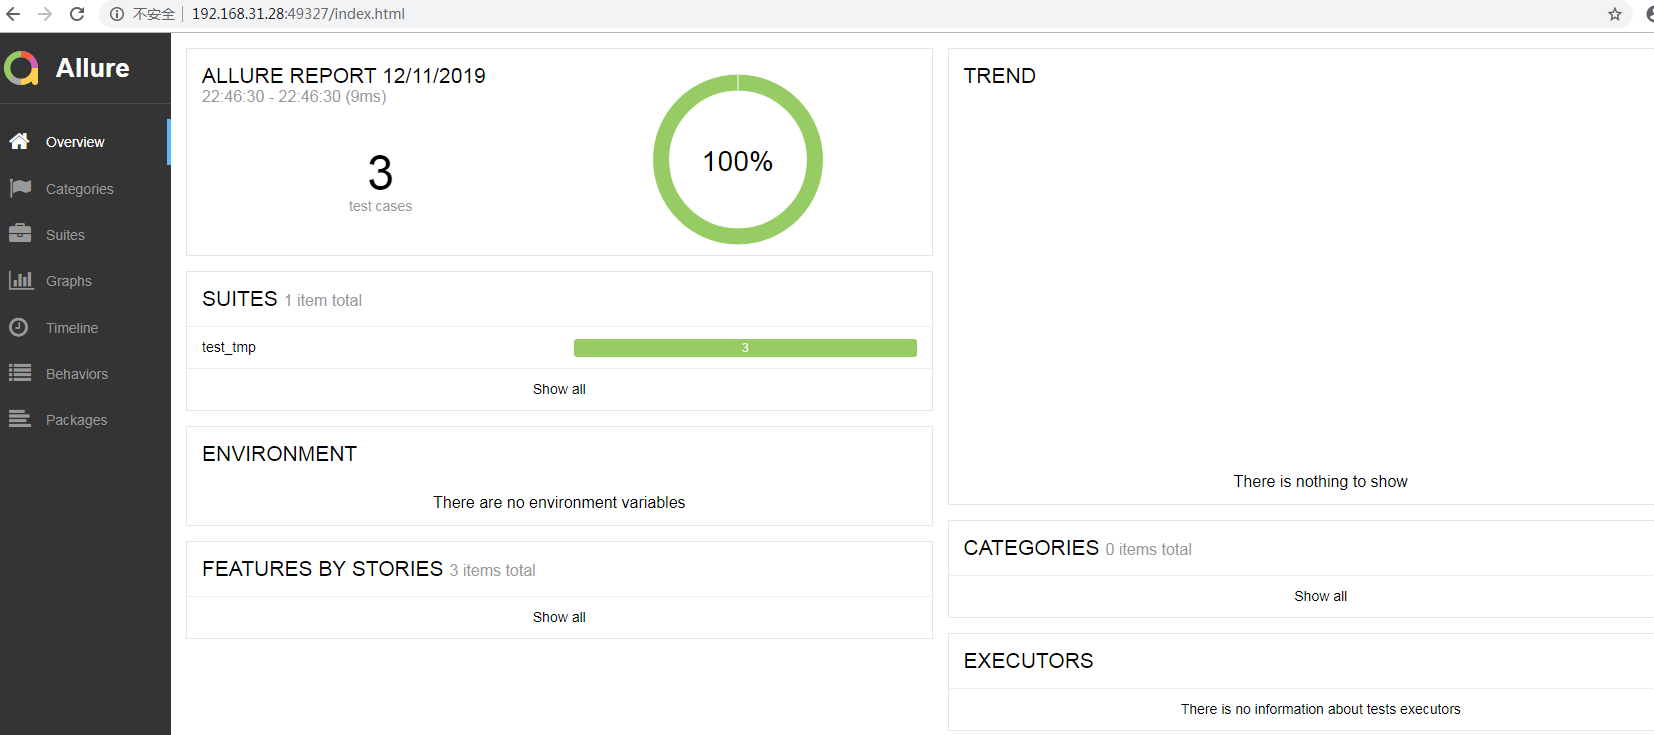 不安全 192.168.31.28:49327/index.html
Allure
Overview
Categories
Suites
Graphs
Timeline
Behaviors
Packages
ALLURE REPORT 12/11/2019
22:46:30 - 22:46:30 (9ms)
3
test cases
100%
SUITES 1 item total
test_tmp 3
Show all
ENVIRONMENT
There are no environment variables
FEATURES BY STORIES 3 items total
Show all
TREND
There is nothing to show
CATEGORIES 0 items total
Show all
EXECUTORS
There is no information about tests executors